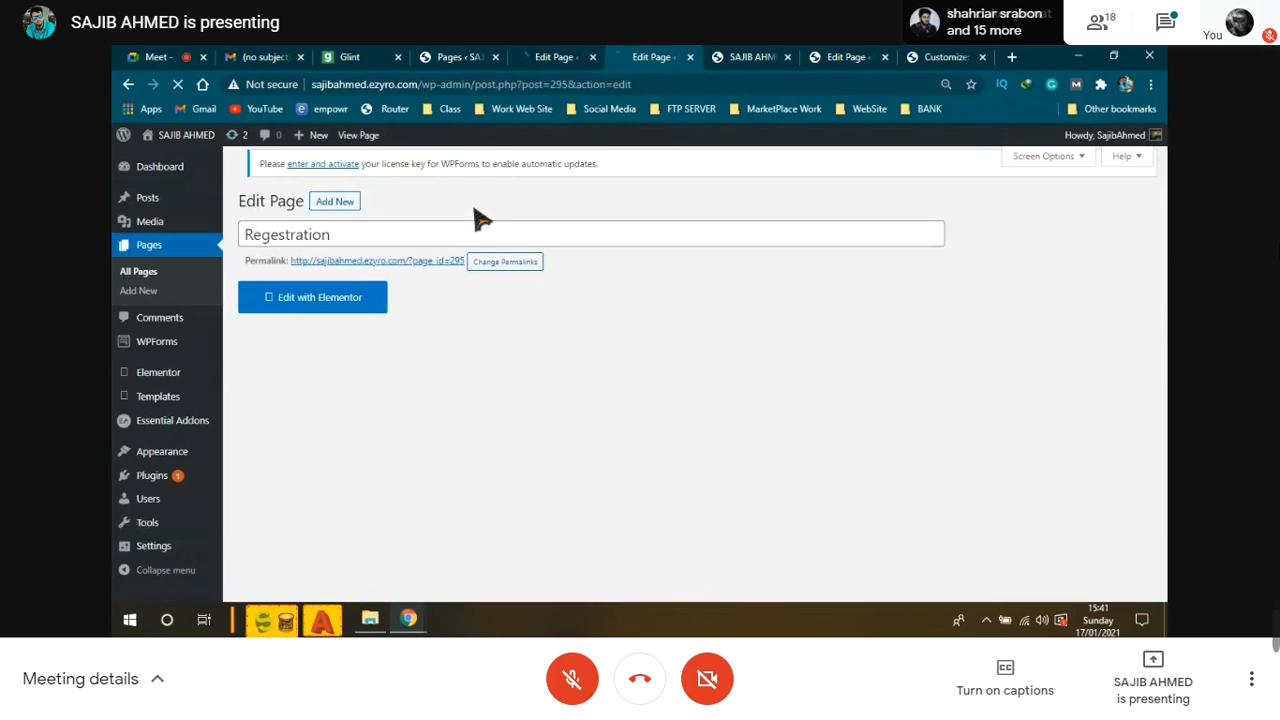 SAJIB AHMED is presenting
shahriar srabon
and 15 more
18
You
Meet -
(no subject)
Glint
Pages ‹ SAJ
Edit Page ‹
Edit Page ‹
SAJIB AHM
Edit Page ‹
Customize:
Not secure
sajibahmed.ezyro.com/wp-admin/post.php?post=295&action=edit
Apps
Gmail
YouTube
empowr
Router
Class
Work Web Site
Social Media
FTP SERVER
MarketPlace Work
WebSite
BANK
Other bookmarks
SAJIB AHMED
2
0
New
View Page
Howdy, SajibAhmed
Dashboard
Posts
Media
Pages
All Pages
Add New
Comments
WPForms
Elementor
Templates
Essential Addons
Appearance
Plugins 1
Users
Tools
Settings
Collapse menu
Please enter and activate your license key for WPForms to enable automatic updates.
Screen Options
Help
Edit Page
Add New
Regestration
Permalink: http://sajibahmed.ezyro.com/?page_id=295
Change Permalinks
Edit with Elementor
15:41
Sunday
17/01/2021
Meeting details
Turn on captions
SAJIB AHMED
is presenting